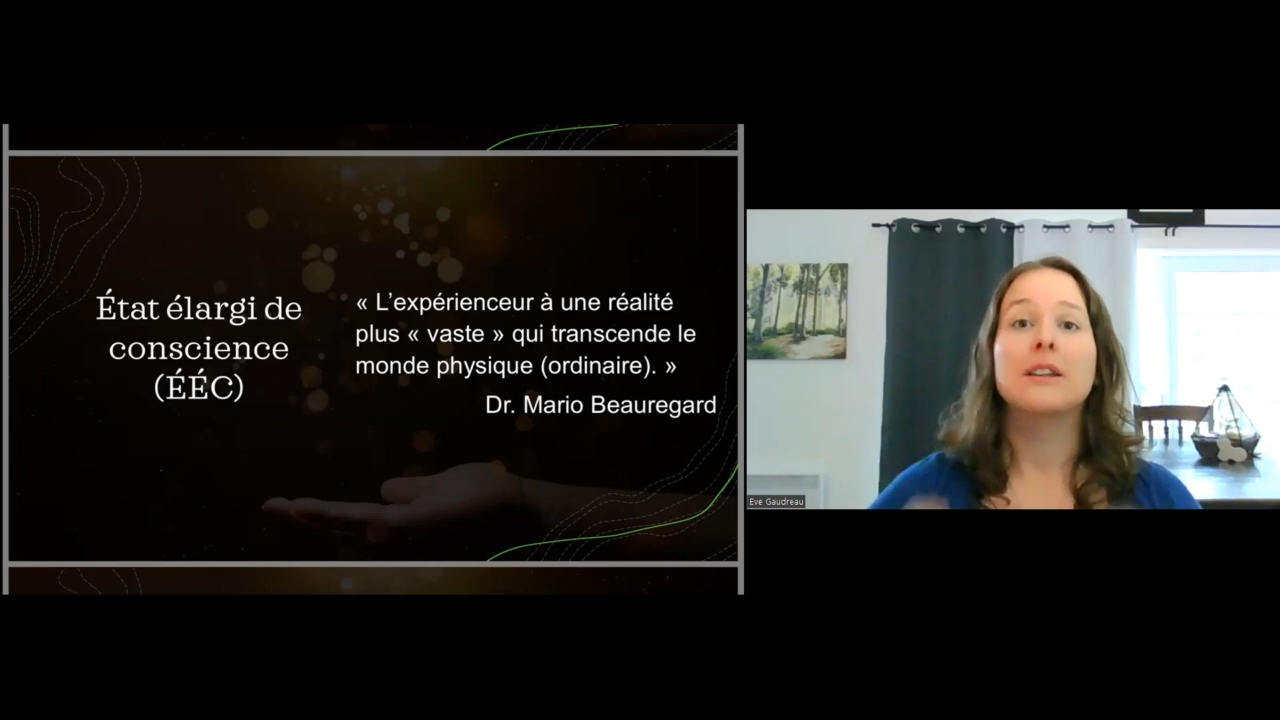 État élargi de
conscience
(ÉÉC)
« L’expérienceur à une réalité
plus « vaste » qui transcende le
monde physique (ordinaire). »
Dr. Mario Beauregard
Eve Gaudreau